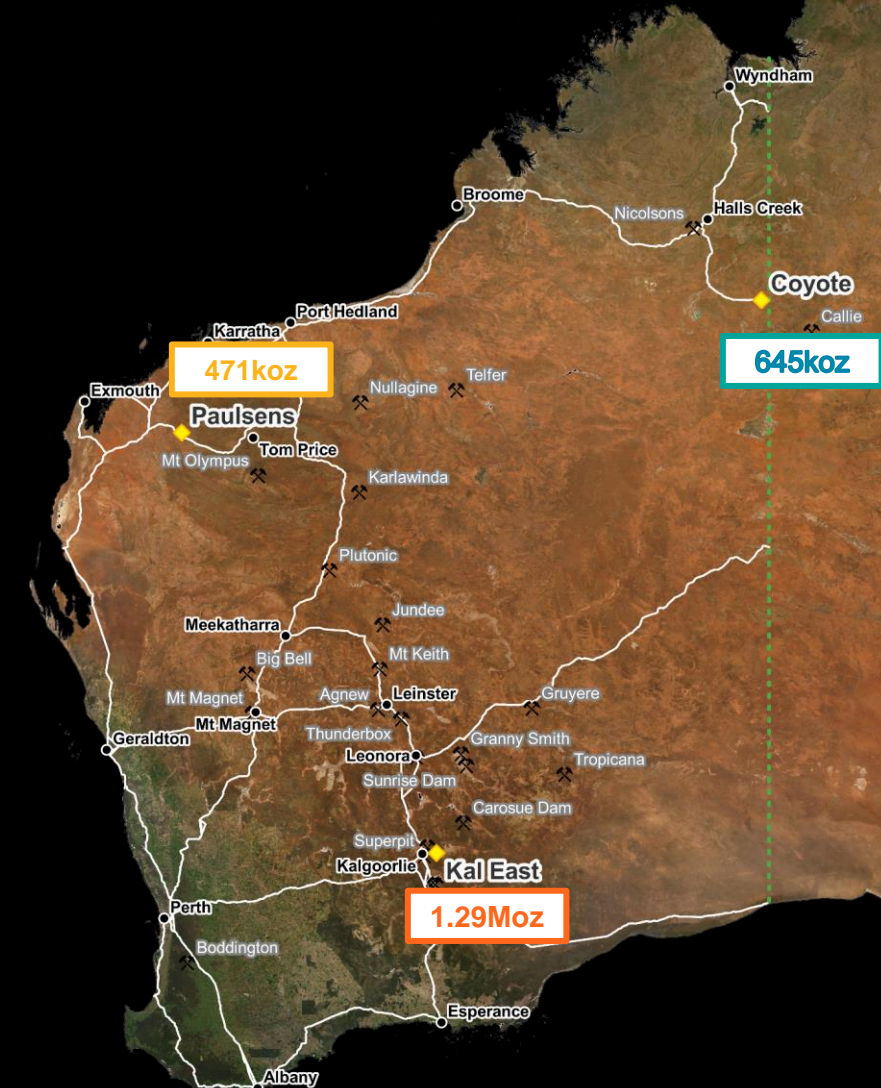 Wyndham
Broome
Nicolsons
Halls Creek
Coyote
Port Hedland
Callie
Karratha
645koz
471koz
Telfer
Exmouth
Nullagine
Paulsens
Tom Price
Mt Olympus
Karlawinda
Plutonic
Jundee
Meekatharra
Mt Keith
Big Bell
Agnew
Leinster
Gruyere
Mt Magnet
Mt Magnet
Thunderbox
Geraldton
Granny Smith
Leonora
Tropicana
Sunrise Dam
Carosue Dam
Superpit
Kalgoorlie
Kal East
Perth
1.29Moz
Boddington
Esperance
Albany